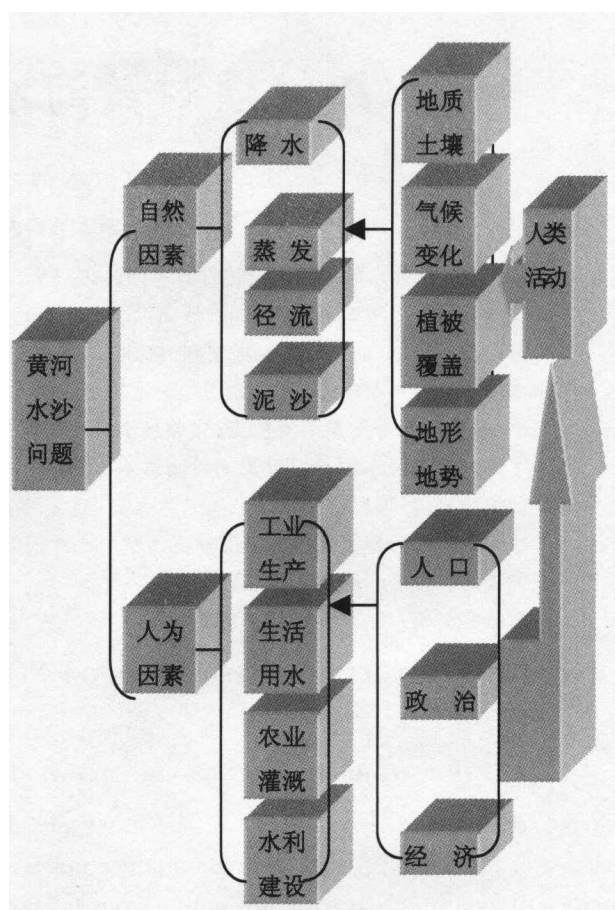 黄河
水沙
问题
自然
因素
降水
蒸发
径流
泥沙
地质
土壤
气候
变化
植被
覆盖
地形
地势
人类
活动
人为
因素
工业
生产
生活
用水
农业
灌溉
水利
建设
人口
政治
经济